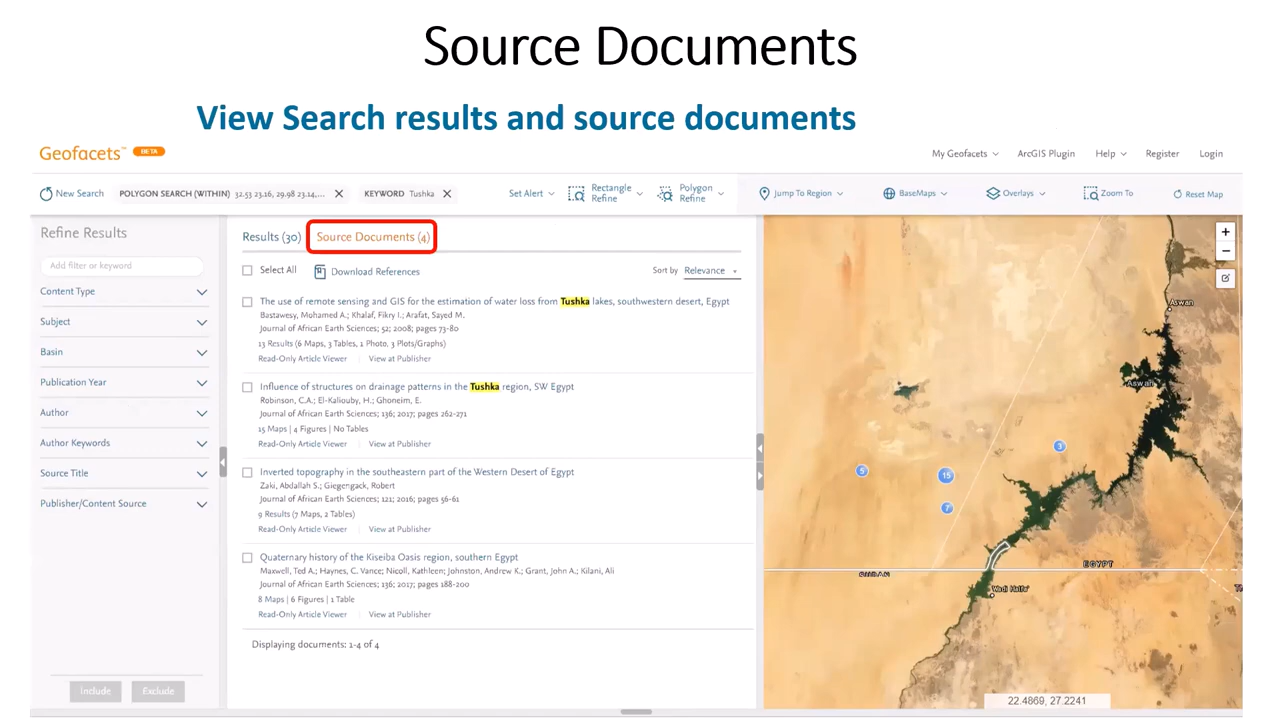 Source Documents
View Search results and source documents
Geofacets™ BETA
My Geofacets ArcGIS Plugin Help Register Login
New Search POLYGON SEARCH (WITHIN) 32.53 23.16, 29.98 23.14,... X KEYWORD Tushka X Set Alert Rectangle Refine Polygon Refine Jump To Region BaseMaps Overlays Zoom To Reset Map
Refine Results
Add filter or keyword
Content Type
Subject
Basin
Publication Year
Author
Author Keywords
Source Title
Publisher/Content Source
Include Exclude
Results (30) Source Documents (4)
Select All Download References Sort by Relevance
The use of remote sensing and GIS for the estimation of water loss from Tushka lakes, southwestern desert, Egypt
Bastawesy, Mohamed A.; Khalaf, Fikry I.; Arafat, Sayed M.
Journal of African Earth Sciences; 52; 2008; pages 73-80
13 Results (6 Maps, 3 Tables, 1 Photo, 3 Plots/Graphs)
Read-Only Article Viewer | View at Publisher
Influence of structures on drainage patterns in the Tushka region, SW Egypt
Robinson, C.A.; El-Kaliouby, H.; Ghoneim, E.
Journal of African Earth Sciences; 136; 2017; pages 262-271
15 Maps | 4 Figures | No Tables
Read-Only Article Viewer | View at Publisher
Inverted topography in the southeastern part of the Western Desert of Egypt
Zaki, Abdallah S.; Giegengack, Robert
Journal of African Earth Sciences; 121; 2016; pages 56-61
9 Results (7 Maps, 2 Tables)
Read-Only Article Viewer | View at Publisher
Quaternary history of the Kiseiba Oasis region, southern Egypt
Maxwell, Ted A.; Haynes, C. Vance; Nicoll, Kathleen; Johnston, Andrew K.; Grant, John A.; Kilani, Ali
Journal of African Earth Sciences; 136; 2017; pages 188-200
8 Maps | 6 Figures | 1 Table
Read-Only Article Viewer | View at Publisher
Displaying documents: 1-4 of 4
+
−
Aswan
Aswan
3
5
15
7
EGYPT
SUDAN
Wadi Halfa'
22.4869, 27.2241